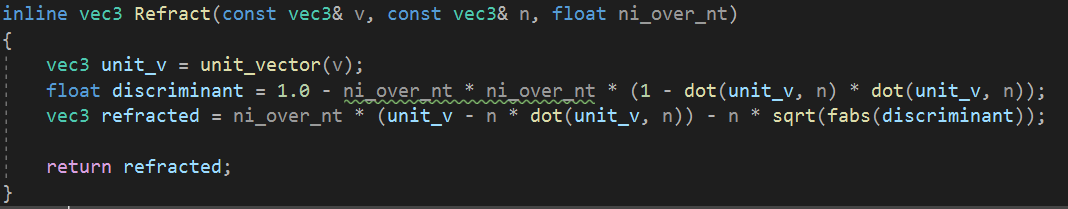 inline vec3 Refract(const vec3& v, const vec3& n, float ni_over_nt)
{
    vec3 unit_v = unit_vector(v);
    float discriminant = 1.0 - ni_over_nt * ni_over_nt * (1 - dot(unit_v, n) * dot(unit_v, n));
    vec3 refracted = ni_over_nt * (unit_v - n * dot(unit_v, n)) - n * sqrt(fabs(discriminant));

    return refracted;
}